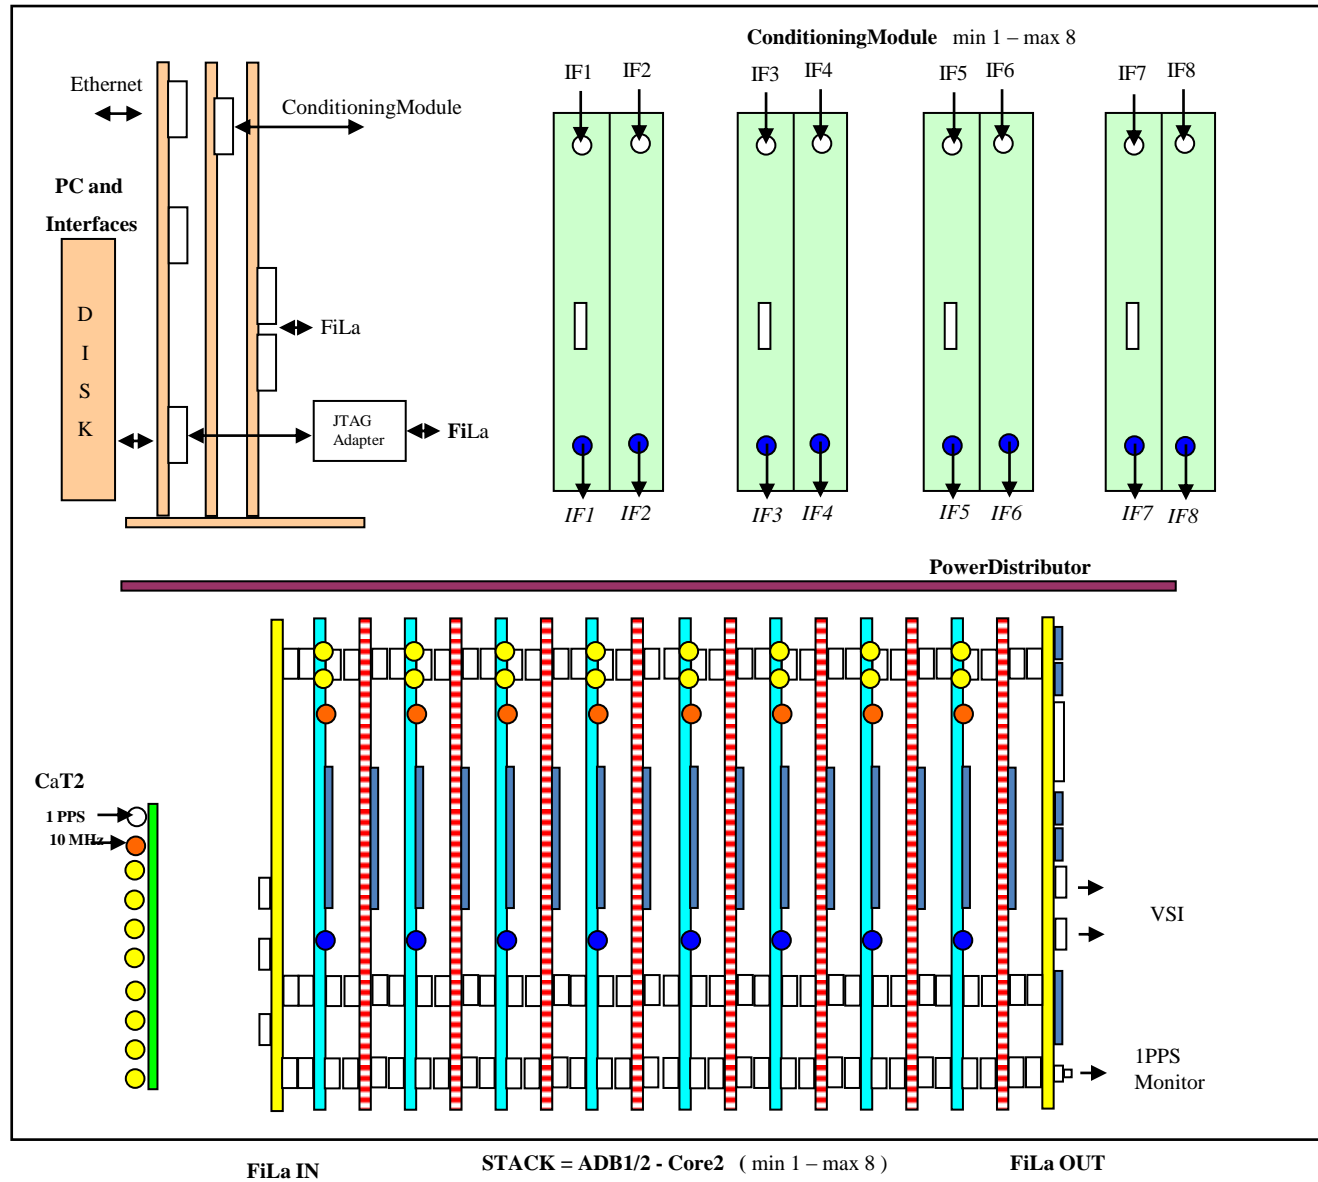 ConditioningModule min 1 – max 8
IF1 IF2 IF3 IF4 IF5 IF6 IF7 IF8
Ethernet
ConditioningModule
PC and
Interfaces
D
I
S
K
FiLa
JTAG
Adapter
FiLa
IF1 IF2 IF3 IF4 IF5 IF6 IF7 IF8
PowerDistributor
CaT2
1 PPS
10 MHz
VSI
1PPS
Monitor
FiLa IN
STACK = ADB1/2 - Core2 ( min 1 – max 8 )
FiLa OUT